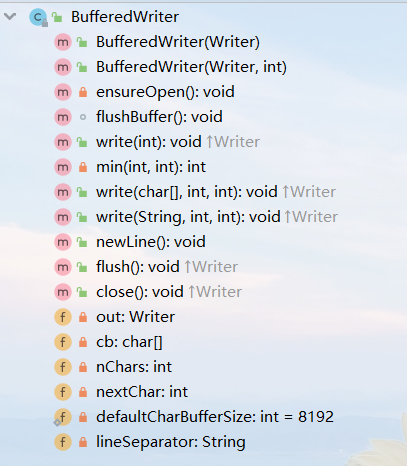 BufferedWriter
m BufferedWriter(Writer)
m BufferedWriter(Writer, int)
m ensureOpen(): void
m flushBuffer(): void
m write(int): void ↑Writer
m min(int, int): int
m write(char[], int, int): void ↑Writer
m write(String, int, int): void ↑Writer
m newLine(): void
m flush(): void ↑Writer
m close(): void ↑Writer
f out: Writer
f cb: char[]
f nChars: int
f nextChar: int
f defaultCharBufferSize: int = 8192
f lineSeparator: String